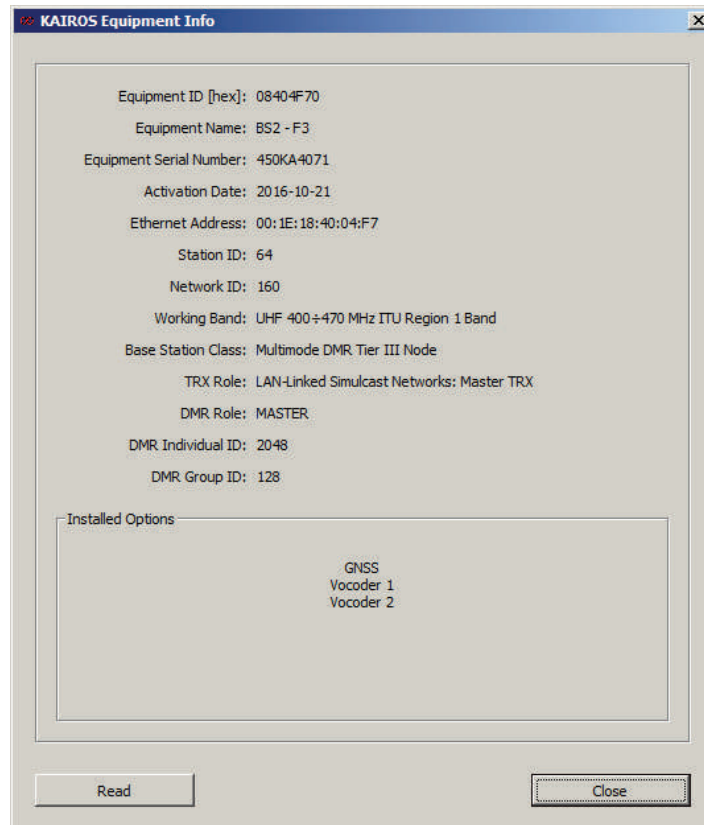 KAIROS Equipment Info
Equipment ID [hex]: 08404F70
Equipment Name: BS2 - F3
Equipment Serial Number: 450KA4071
Activation Date: 2016-10-21
Ethernet Address: 00:1E:18:40:04:F7
Station ID: 64
Network ID: 160
Working Band: UHF 400÷470 MHz ITU Region 1 Band
Base Station Class: Multimode DMR Tier III Node
TRX Role: LAN-Linked Simulcast Networks: Master TRX
DMR Role: MASTER
DMR Individual ID: 2048
DMR Group ID: 128
Installed Options
GNSS
Vocoder 1
Vocoder 2
Read
Close